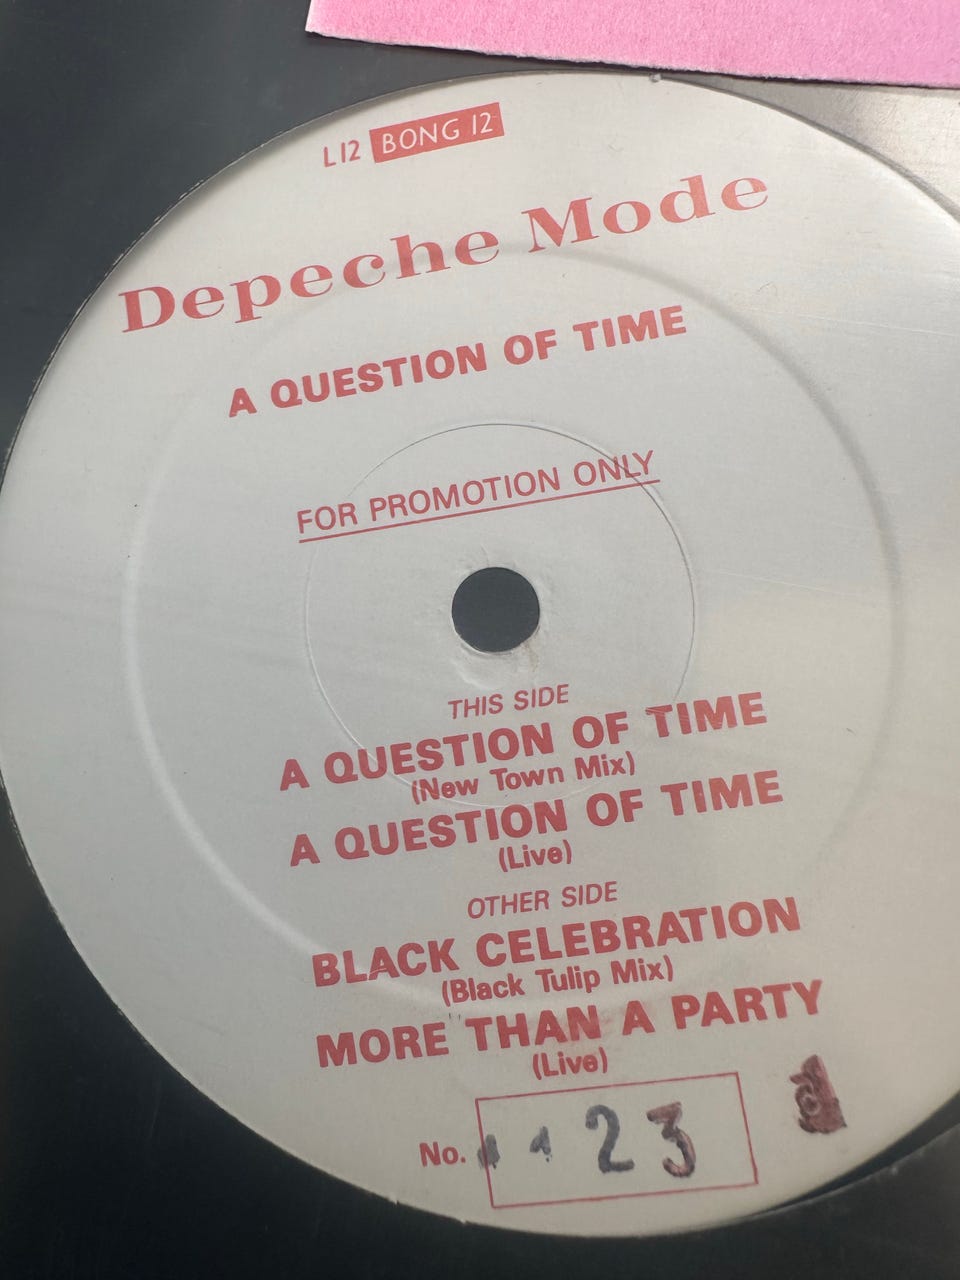 L12 BONG 12
Depeche Mode
A QUESTION OF TIME
FOR PROMOTION ONLY
THIS SIDE
A QUESTION OF TIME
(New Town Mix)
A QUESTION OF TIME
(Live)
OTHER SIDE
BLACK CELEBRATION
(Black Tulip Mix)
MORE THAN A PARTY
(Live)
No. 23